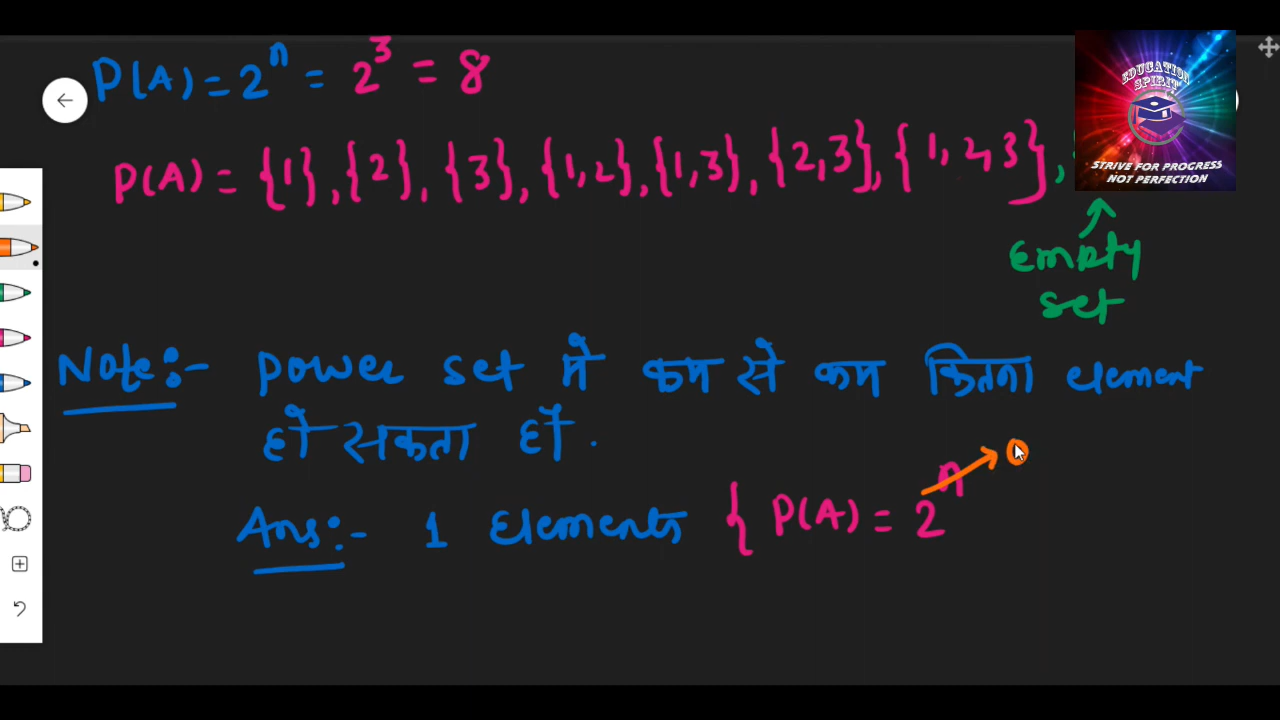 P(A) = 2^n = 2^3 = 8
EDUCATION SPIRIT
STRIVE FOR PROGRESS
NOT PERFECTION
P(A) = {1}, {2}, {3}, {1,2}, {1,3}, {2,3}, {1,2,3},
Empty
set
Note:- power set में कम से कम कितना element
हो सकता हों.
Ans:- 1 Elements { P(A) = 2^n → 0